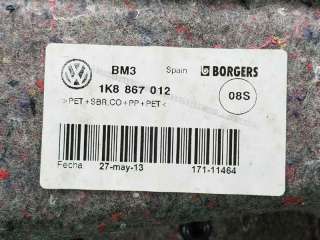 BM3 Spain BORGERS
1K8 867 012
>PET+SBR,CO+PP+PET<
08S
Fecha 27-may-13 171-11464